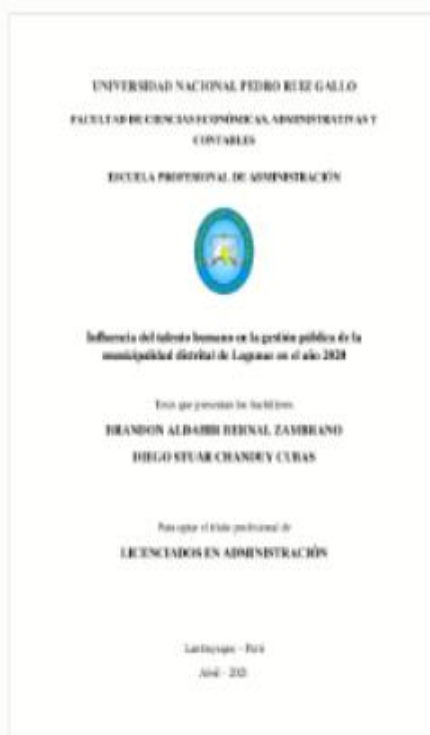 UNIVERSIDAD NACIONAL PEDRO RUIZ GALLO
FACULTAD DE CIENCIAS ECONÓMICAS, ADMINISTRATIVAS Y
CONTABLES
ESCUELA PROFESIONAL DE ADMINISTRACIÓN
Influencia del talento humano en la gestión pública de la
municipalidad distrital de Lagunas en el año 2020
Tesis que presentan los bachilleres
BRANDON ALDAHIR BERNAL ZAMBRANO
DIEGO STUAR CHANDUY CUBAS
Para optar el título profesional de
LICENCIADOS EN ADMINISTRACIÓN
Lambayeque - Perú
Abril - 2021